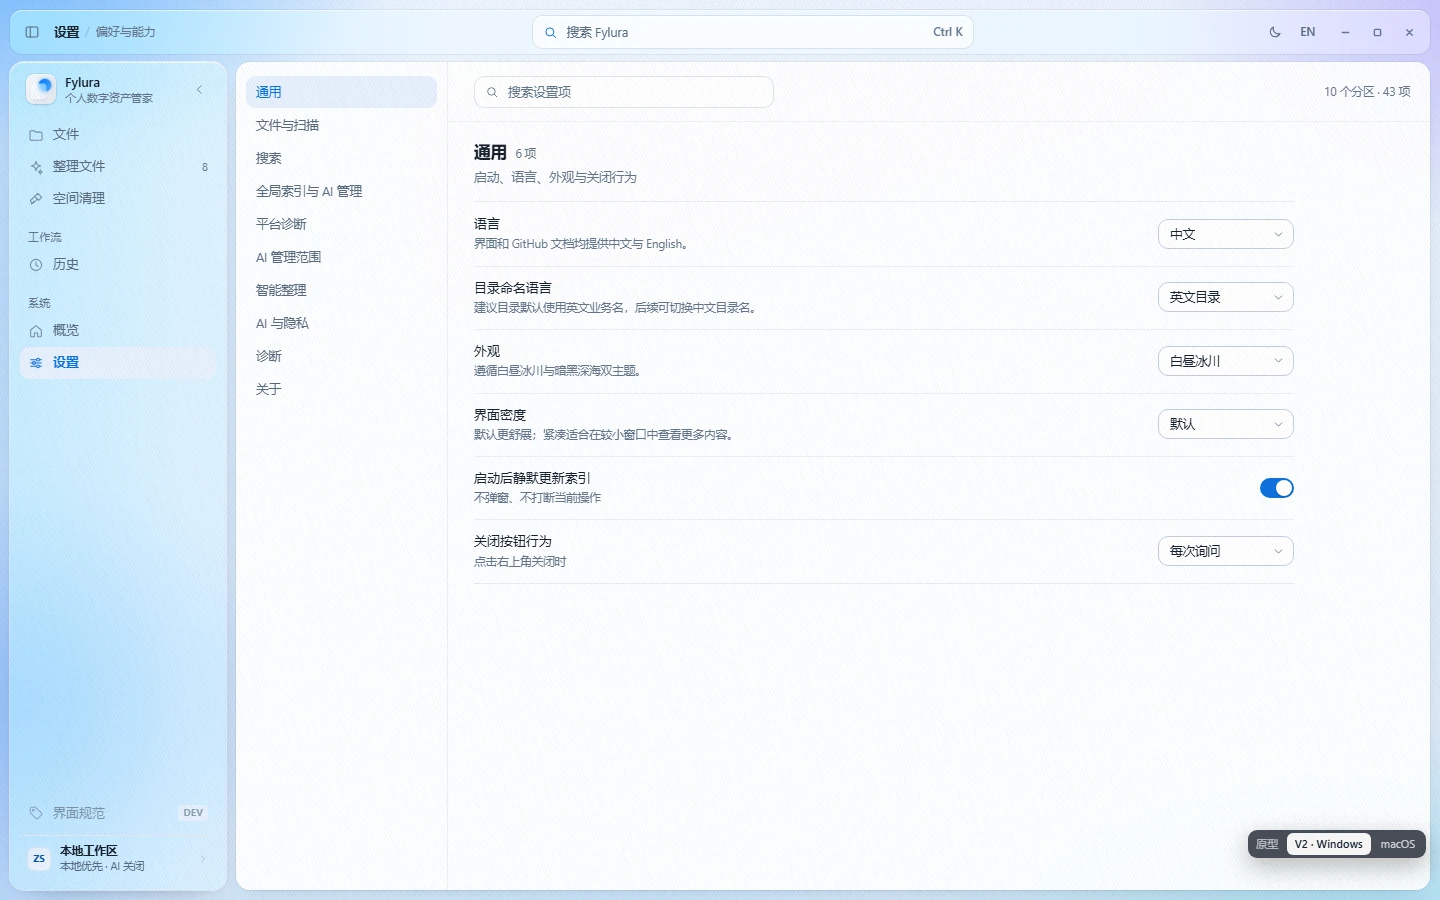 设置 / 偏好与能力
搜索 Fylura
Ctrl K
EN
Fylura
个人数字资产管家
文件
整理文件
8
空间清理
工作流
历史
系统
概览
设置
界面规范
DEV
ZS
本地工作区
本地优先 · AI 关闭
通用
文件与扫描
搜索
全局索引与 AI 管理
平台诊断
AI 管理范围
智能整理
AI 与隐私
诊断
关于
搜索设置项
10 个分区 · 43 项
通用 6 项
启动、语言、外观与关闭行为
语言
界面和 GitHub 文档均提供中文与 English。
中文
目录命名语言
建议目录默认使用英文业务名，后续可切换中文目录名。
英文目录
外观
遵循白昼冰川与暗黑深海双主题。
白昼冰川
界面密度
默认更舒展；紧凑适合在较小窗口中查看更多内容。
默认
启动后静默更新索引
不弹窗、不打断当前操作
关闭按钮行为
点击右上角关闭时
每次询问
原型
V2 · Windows
macOS